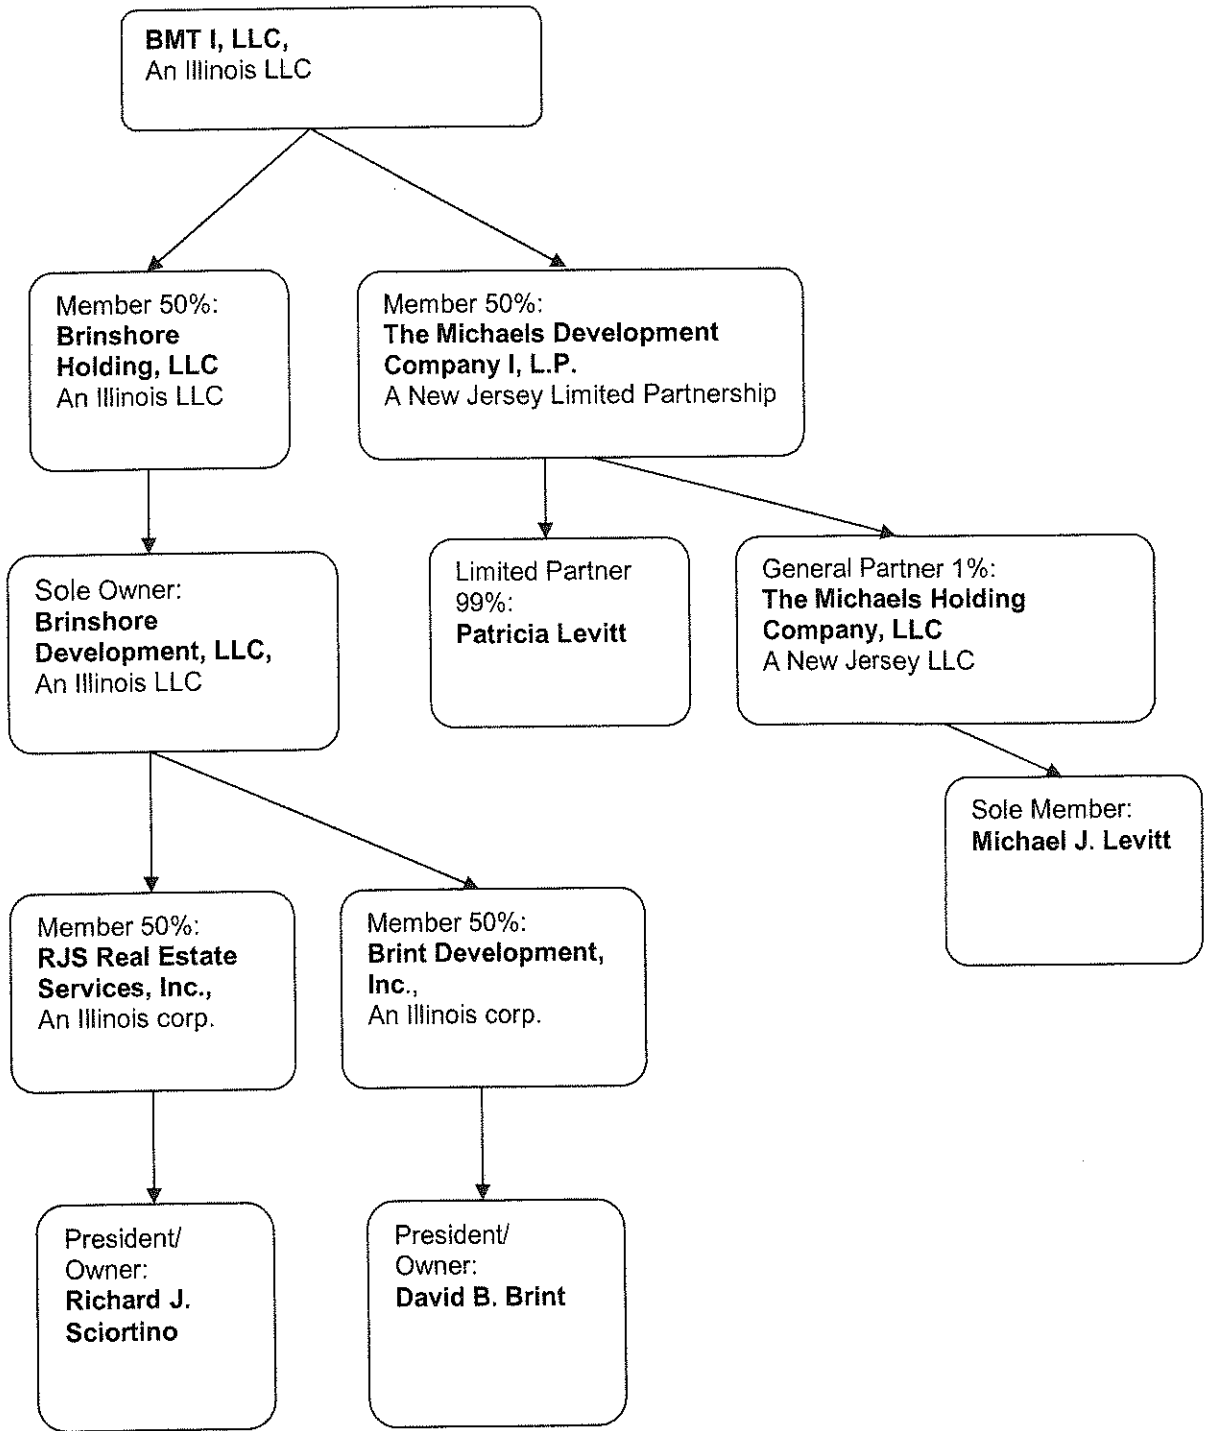 BMT I, LLC,
An Illinois LLC
Member 50%:
Brinshore
Holding, LLC
An Illinois LLC
Member 50%:
The Michaels Development
Company I, L.P.
A New Jersey Limited Partnership
Sole Owner:
Brinshore
Development, LLC,
An Illinois LLC
Limited Partner
99%:
Patricia Levitt
General Partner 1%:
The Michaels Holding
Company, LLC
A New Jersey LLC
Sole Member:
Michael J. Levitt
Member 50%:
RJS Real Estate
Services, Inc.,
An Illinois corp.
Member 50%:
Brint Development,
Inc.,
An Illinois corp.
President/
Owner:
Richard J.
Sciortino
President/
Owner:
David B. Brint